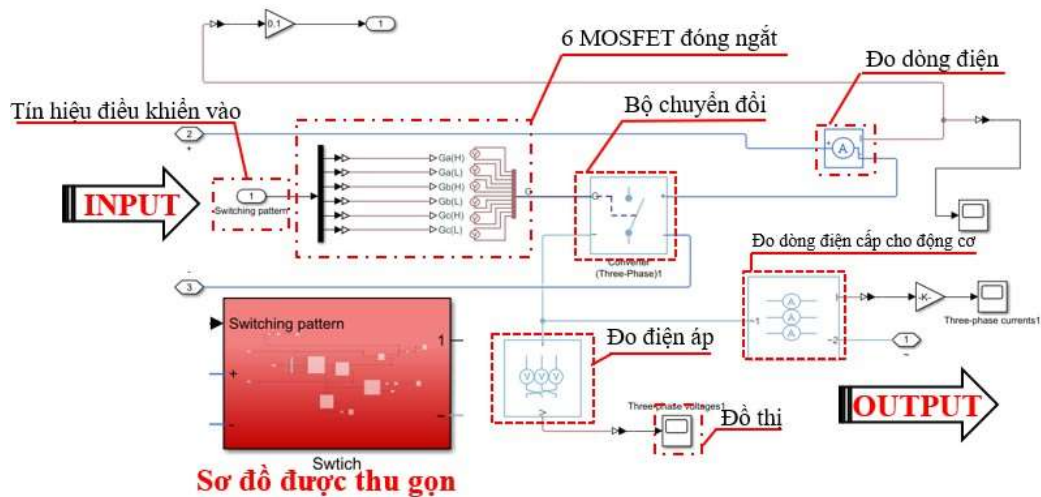 0.1
1
6 MOSFET đóng ngắt
Đo dòng điện
Bộ chuyển đổi
Tín hiệu điều khiển vào
2
+
A
INPUT
1
Switching pattern
Ga(H)
Ga(L)
Gb(H)
Gb(L)
Gc(H)
Gc(L)
G
G
+
Converter
(Three-Phase)1
Đo dòng điện cấp cho động cơ
-
3
~1
A
A
A
I
~2
-K-
Three-phase currents1
1
~
Switching pattern
1
+
-
Swtich
Sơ đồ được thu gọn
Đo điện áp
V V V
V
Three-phase voltages1
Đồ thị
OUTPUT